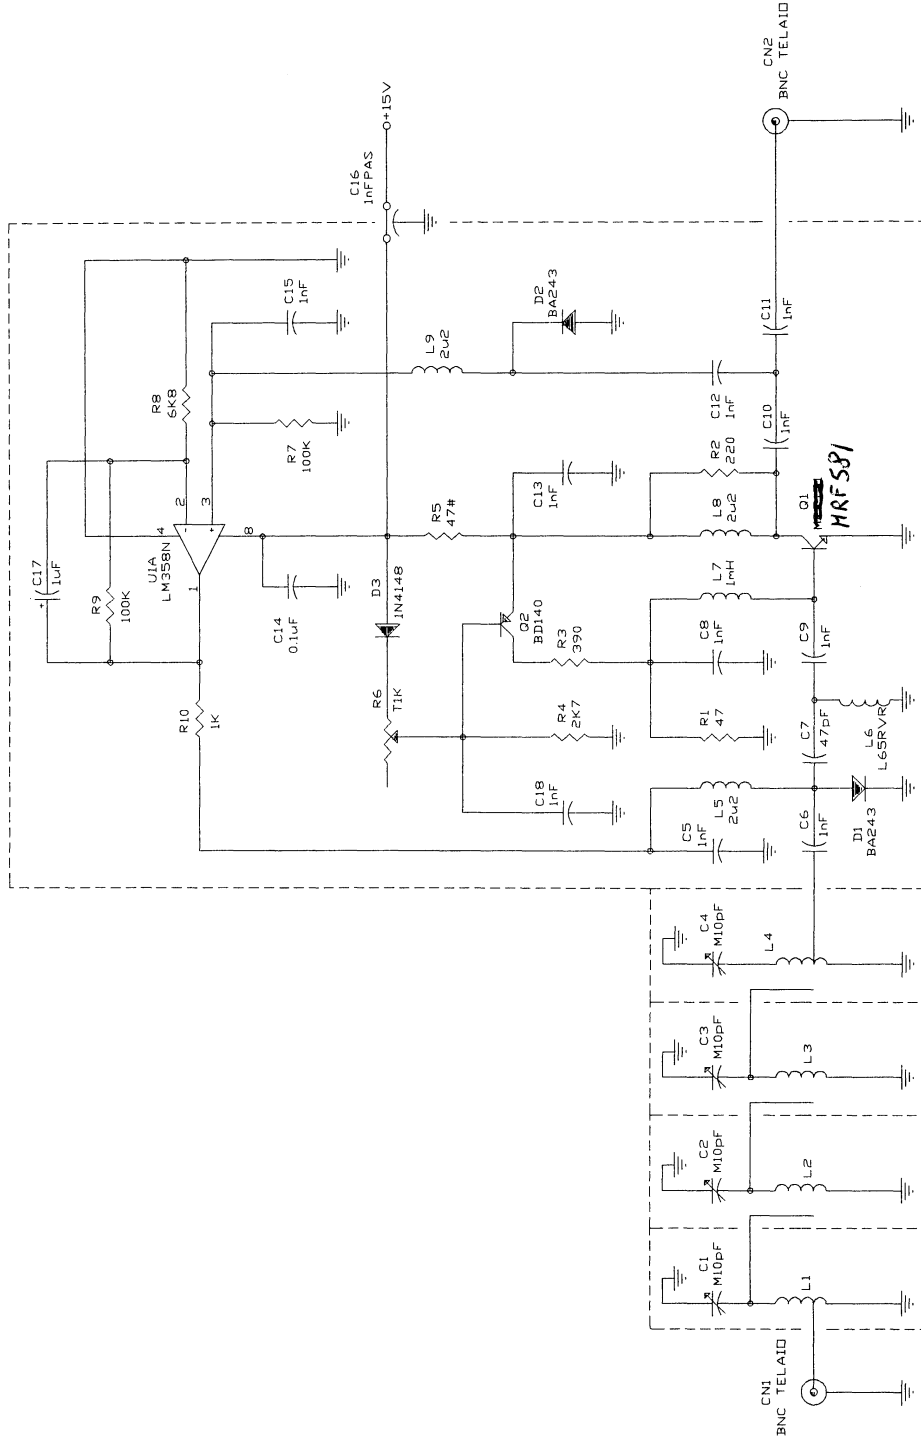 C17
1uF
R9
100K
R8
6K8
U1A
LM358N
2
3
4
8
1
-
+
+
C15
1nF
R7
100K
R10
1K
C14
0.1uF
C16
1nFPAS
+15V
D3
1N4148
R6
T1K
R5
47#
L9
2u2
D2
BA243
C13
1nF
Q2
BD140
R3
390
R4
2K7
C18
1nF
C12
1nF
R2
220
L8
2u2
L7
1mH
C8
1nF
R1
47
L5
2u2
C5
1nF
C10
1nF
C11
1nF
CN2
BNC TELAIO
Q1
MRF581
C9
1nF
C7
47pF
L6
L65RVR
C6
1nF
D1
BA243
C4
M10pF
L4
C3
M10pF
L3
C2
M10pF
L2
C1
M10pF
L1
CN1
BNC TELAIO